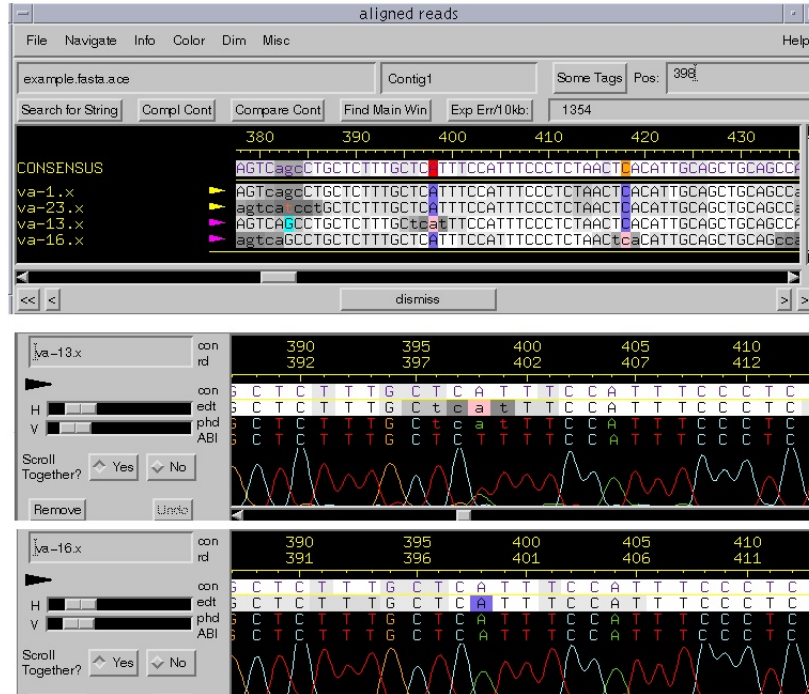 aligned reads
File Navigate Info Color Dim Misc Help
example.fasta.ace Contig1 Some Tags Pos: 398
Search for String Compl Cont Compare Cont Find Main Win Exp Err/10kb: 1354
380 390 400 410 420 430
CONSENSUS AGTCagcCTGCTCTTTGCTC TTTCCATTTCCCTCTAACTCACATTGCAGCTGCAGCCA
va-1.x AGTCagcCTGCTCTTTGCTCATTTCCATTTCCCTCTAACTCACATTGCAGCTGCAGCCa
va-23.x agtcatcctGCTCTTTGCTCATTTCCATTTCCCTCTAACTCACATTGCAGCTGCAGCCa
va-13.x AGTCAGCCTGCTCTTTGCtcatTTCCATTTCCCTCTAACTCACATTGCAGCTGCAGCCA
va-16.x agtcaGCCTGCTCTTTGCTCATTTCCATTTCCCTCTAACtcaCATTGCAGCTGCAGcca
<< < dismiss > >
va-13.x con 390 395 400 405 410
rd 392 397 402 407 412
con G C T C T T T G C T C A T T T C C A T T T C C C T C
H edt G C T C T T T G C t c a t T T C C A T T T C C C T C
V phd G C T C T T T G C t c a t T T C C A T T T C C C T C
ABI G C T C T T T G C T C T T T C C A T T T C C C T C
Scroll
Together? Yes No
Remove Undo
va-16.x con 390 395 400 405 410
rd 391 396 401 406 411
con G C T C T T T G C T C A T T T C C A T T T C C C T C
H edt G C T C T T T G C T C A T T T C C A T T T C C C T C
V phd G C T C T T T G C T C A T T T C C A T T T C C C T C
ABI G C T C T T T G C T C A T T T C C A T T T C C C T C
Scroll
Together? Yes No